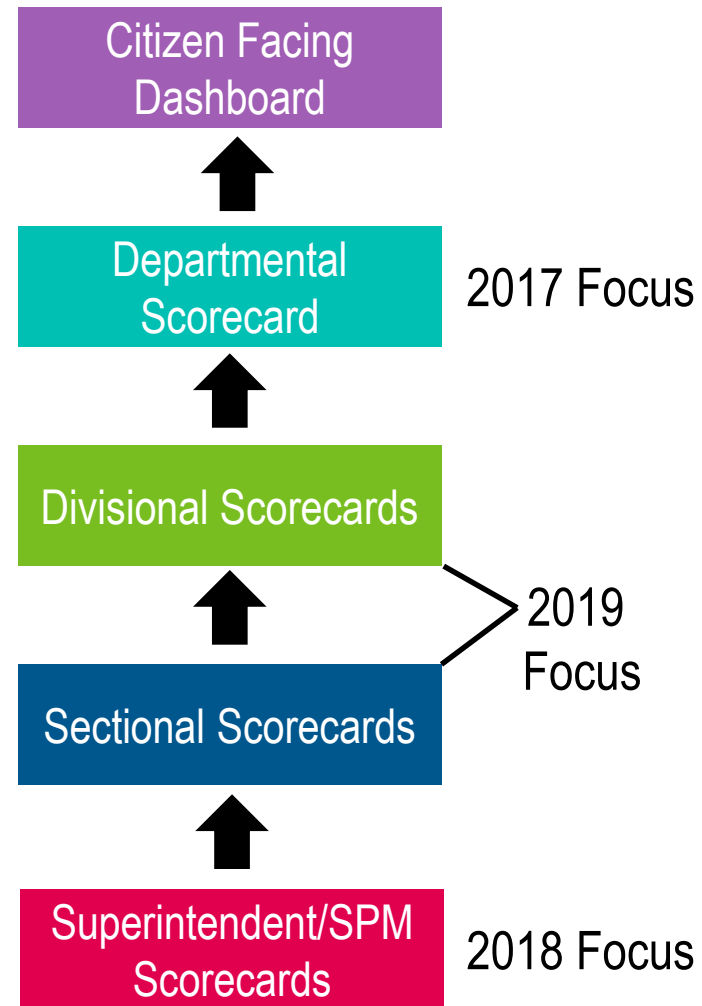 Citizen Facing
Dashboard
Departmental
Scorecard
2017 Focus
Divisional Scorecards
2019
Focus
Sectional Scorecards
Superintendent/SPM
Scorecards
2018 Focus